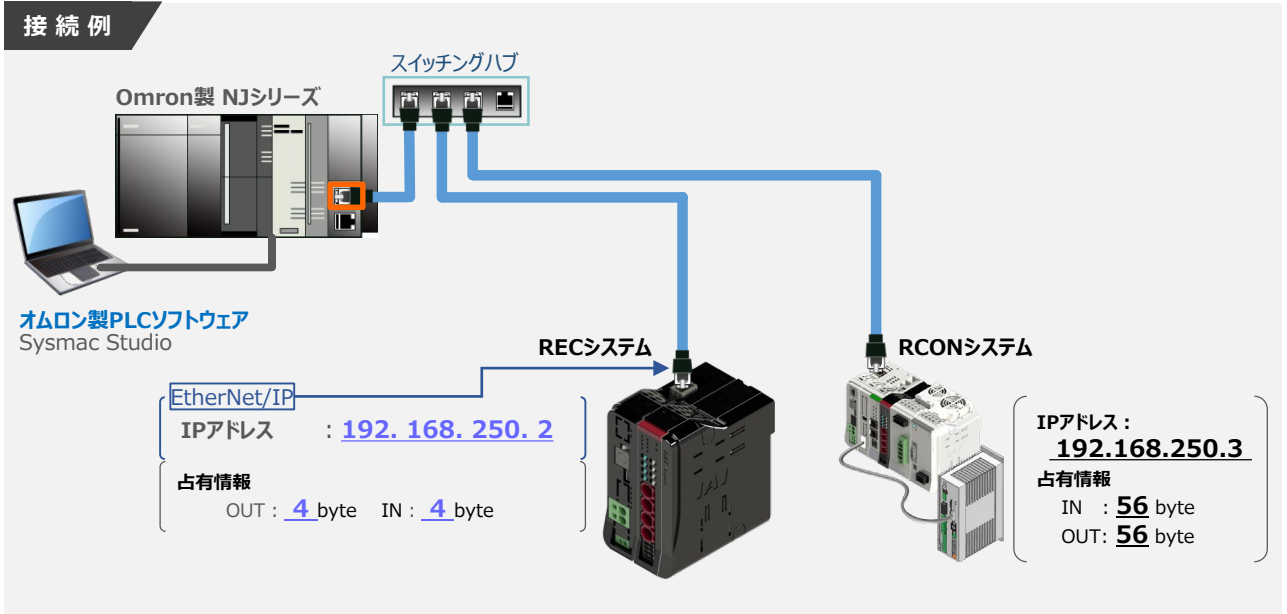 接続例
スイッチングハブ
Omron製 NJシリーズ
オムロン製PLCソフトウェア
Sysmac Studio
RECシステム
RCONシステム
EtherNet/IP
IPアドレス : 192. 168. 250. 2
占有情報
OUT : 4 byte IN : 4 byte
IPアドレス :
192.168.250.3
占有情報
IN : 56 byte
OUT: 56 byte